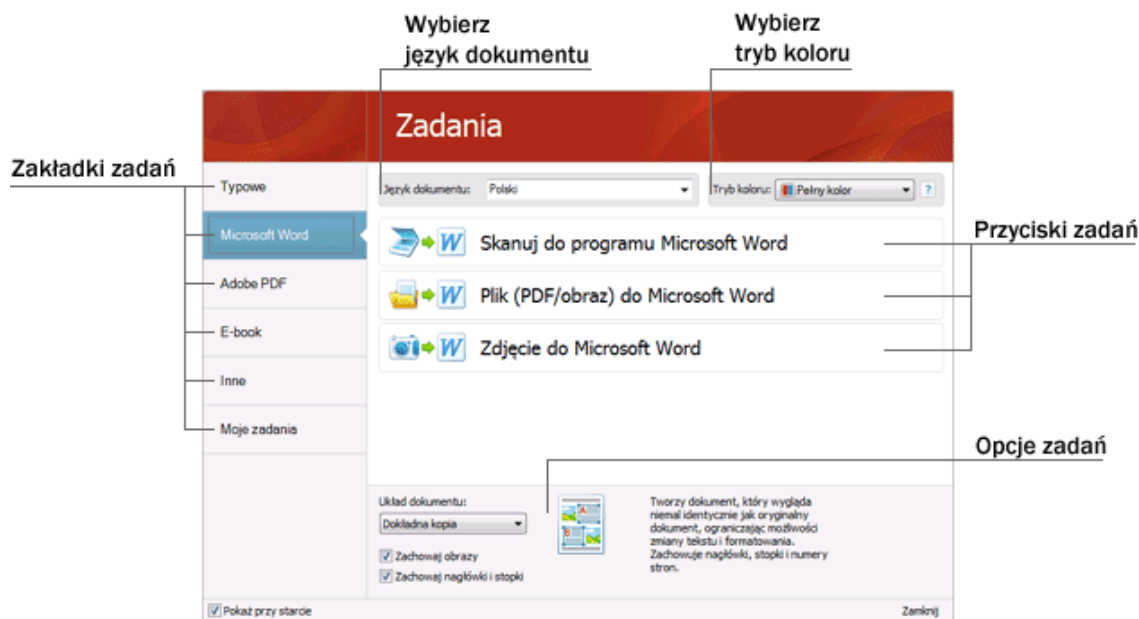 Wybierz
język dokumentu
Wybierz
tryb koloru
Zadania
Zakładki zadań
Typowe
Microsoft Word
Adobe PDF
E-book
Inne
Moje zadania
Język dokumentu: Polski
Tryb koloru: Pełny kolor ?
Skanuj do programu Microsoft Word
Plik (PDF/obraz) do Microsoft Word
Zdjęcie do Microsoft Word
Przyciski zadań
Opcje zadań
Układ dokumentu:
Dokładna kopia
Zachowaj obrazy
Zachowaj nagłówki i stopki
A
B
Tworzy dokument, który wygląda
niemal identycznie jak oryginalny
dokument, ograniczając możliwości
zmiany tekstu i formatowania.
Zachowuje nagłówki, stopki i numery
stron.
Pokaż przy starcie
Zamknij